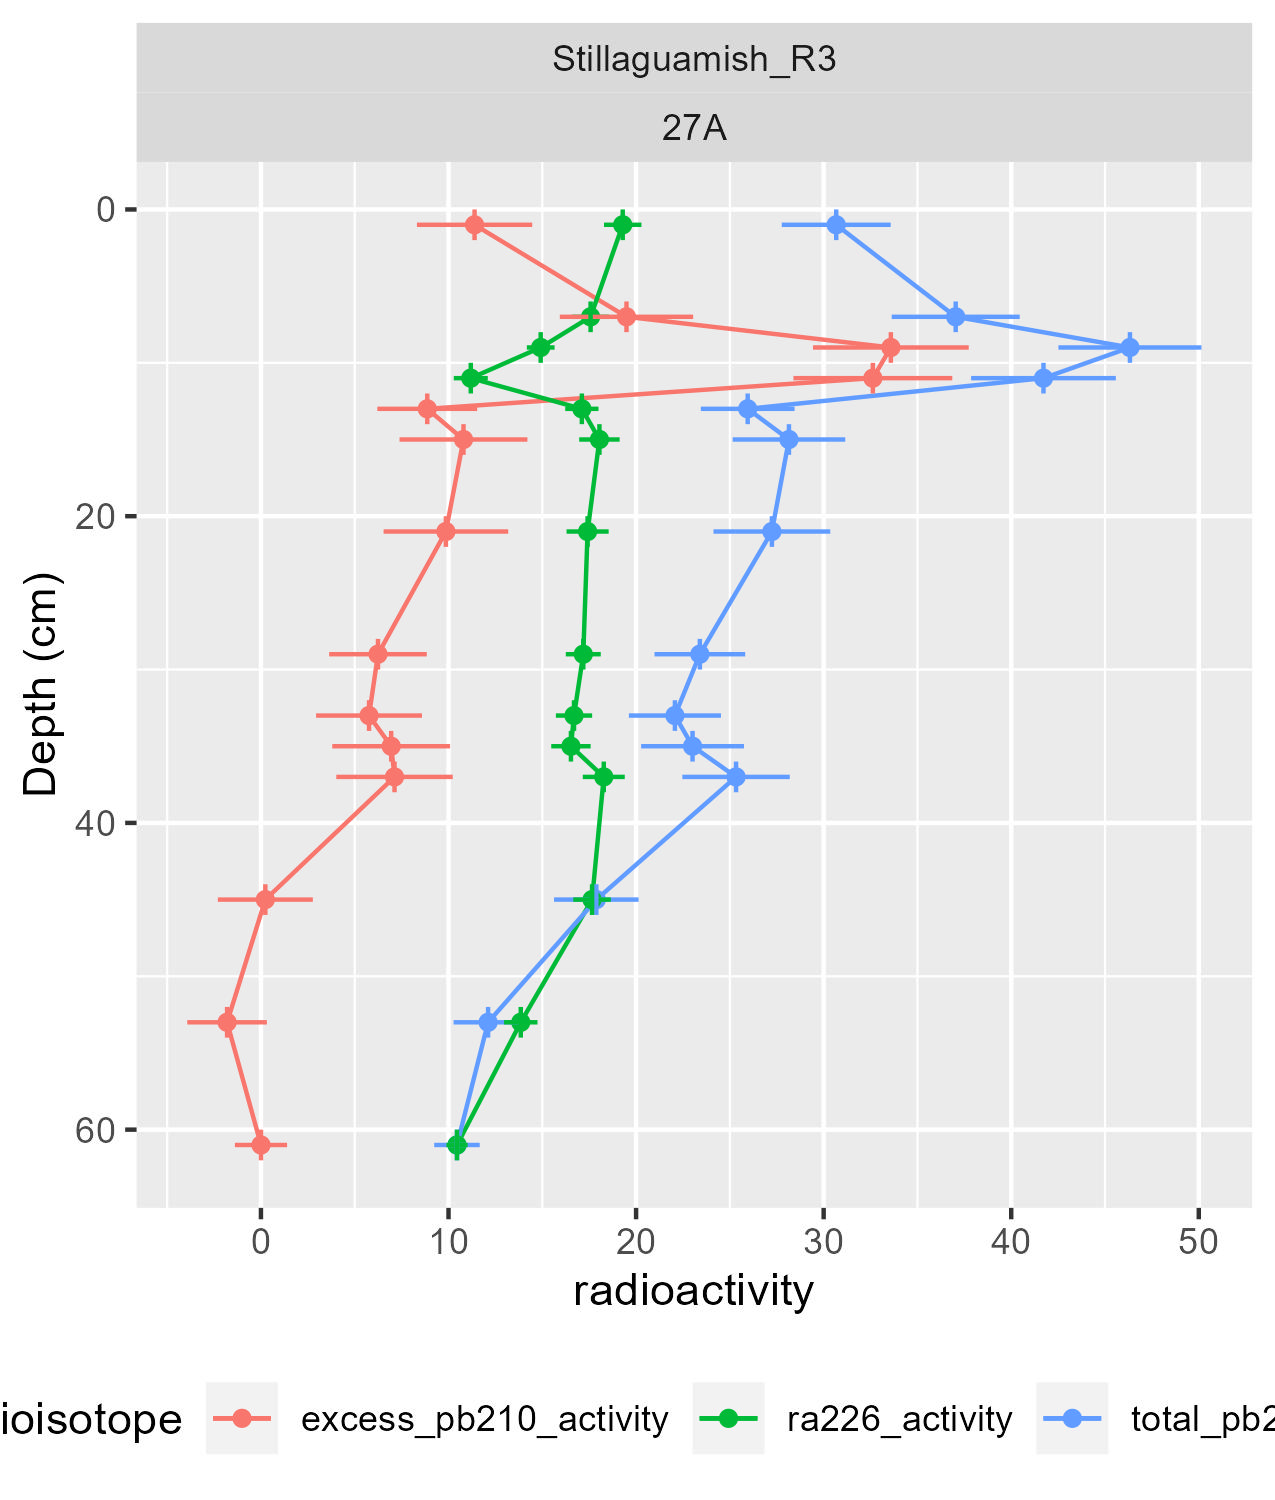 Stillaguamish_R3
27A
0
20
40
60
Depth (cm)
0 10 20 30 40 50
radioactivity
ioisotope excess_pb210_activity ra226_activity total_pb2